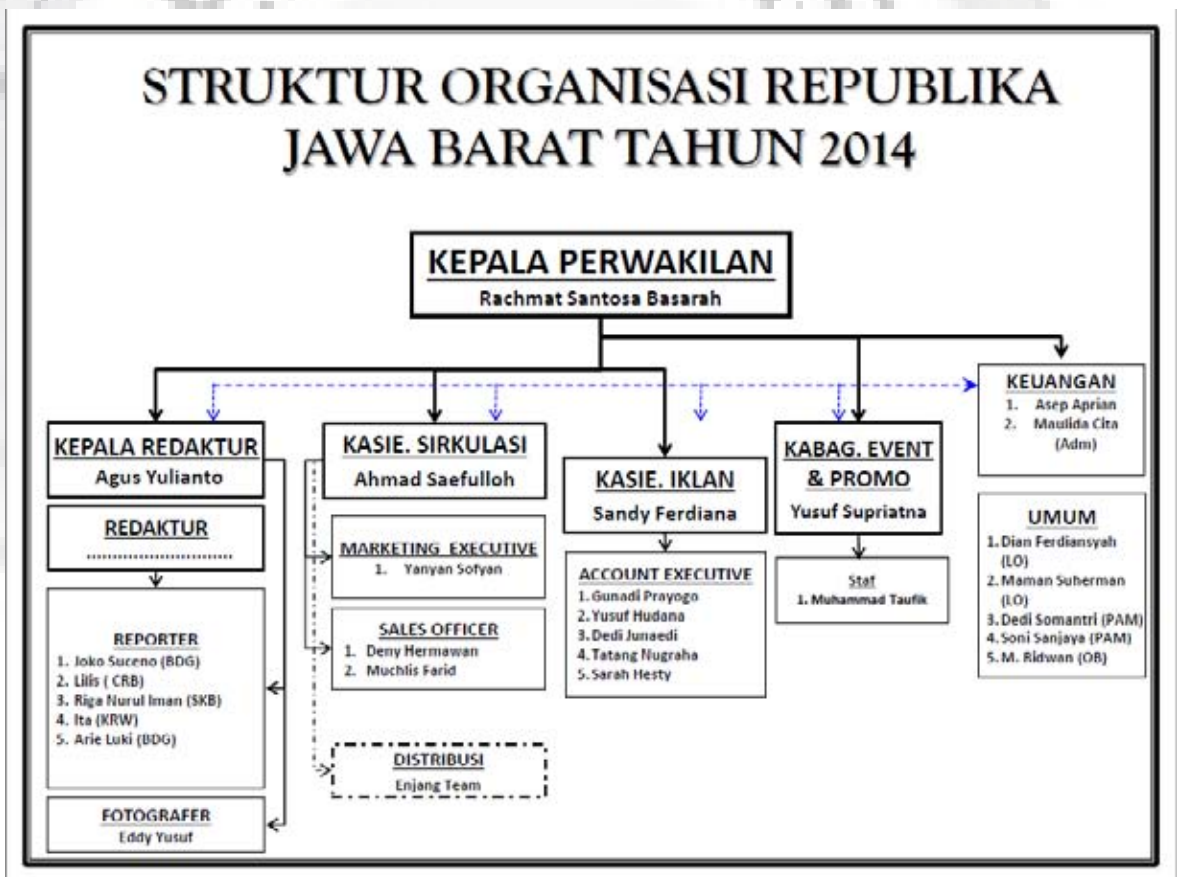 STRUKTUR ORGANISASI REPUBLIKA
JAWA BARAT TAHUN 2014
KEPALA PERWAKILAN
Rachmat Santosa Basarah
KEPALA REDAKTUR
Agus Yulianto
REDAKTUR
..............................
REPORTER
1. Joko Suceno (BDG)
2. Lilis ( CRB)
3. Riga Nurul Iman (SKB)
4. Ita (KRW)
5. Arie Luki (BDG)
FOTOGRAFER
Eddy Yusuf
KASIE. SIRKULASI
Ahmad Saefulloh
MARKETING EXECUTIVE
1. Yanyan Sofyan
SALES OFFICER
1. Deny Hermawan
2. Muchlis Farid
DISTRIBUSI
Enjang Team
KASIE. IKLAN
Sandy Ferdiana
ACCOUNT EXECUTIVE
1. Gunadi Prayogo
2. Yusuf Hudana
3. Dedi Junaedi
4. Tatang Nugraha
5. Sarah Hesty
KABAG. EVENT
& PROMO
Yusuf Supriatna
Staf
1. Muhammad Taufik
KEUANGAN
1. Asep Aprian
2. Maulida Cita
(Adm)
UMUM
1. Dian Ferdiansyah
(LO)
2. Maman Suherman
(LO)
3. Dedi Somantri (PAM)
4. Soni Sanjaya (PAM)
5. M. Ridwan (OB)